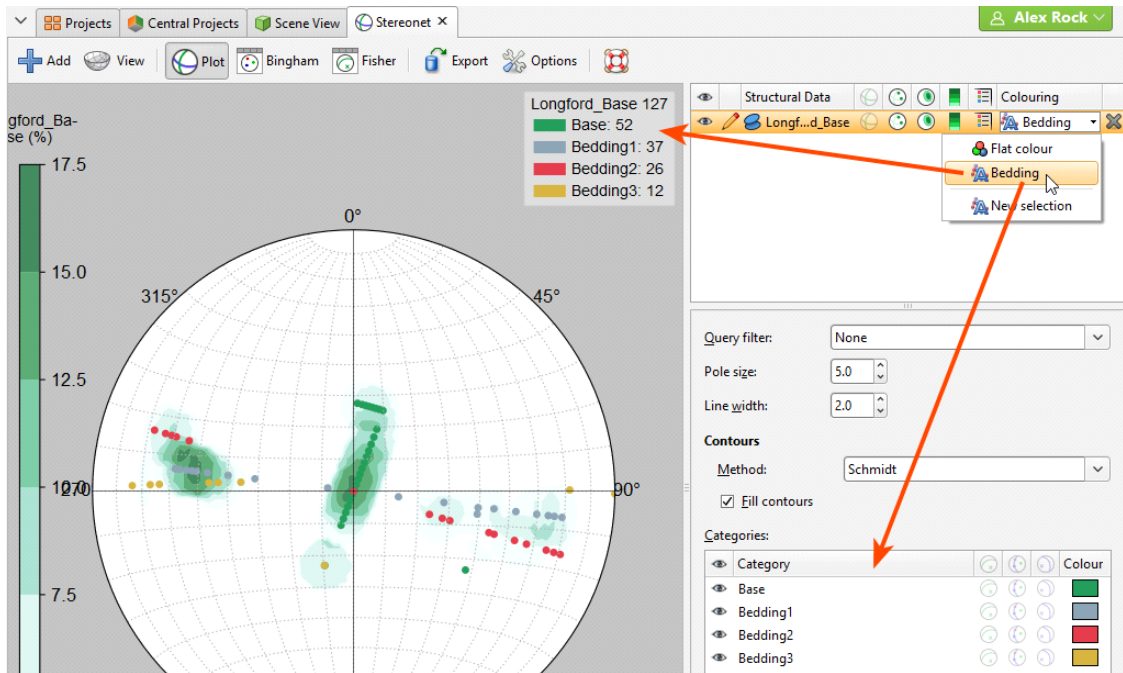 Projects Central Projects Scene View Stereonet ×
Alex Rock
Add View Plot Bingham Fisher Export Options
Structural Data Colouring
Longf...d_Base Bedding
Flat colour
Bedding
New selection
Longford_Base 127
Base: 52
Bedding1: 37
Bedding2: 26
Bedding3: 12
gford_Ba-
se (%)
17.5
15.0
12.5
10.0
7.5
0°
315°
45°
270
90°
Query filter: None
Pole size: 5.0
Line width: 2.0
Contours
Method: Schmidt
Fill contours
Categories:
Category Colour
Base
Bedding1
Bedding2
Bedding3